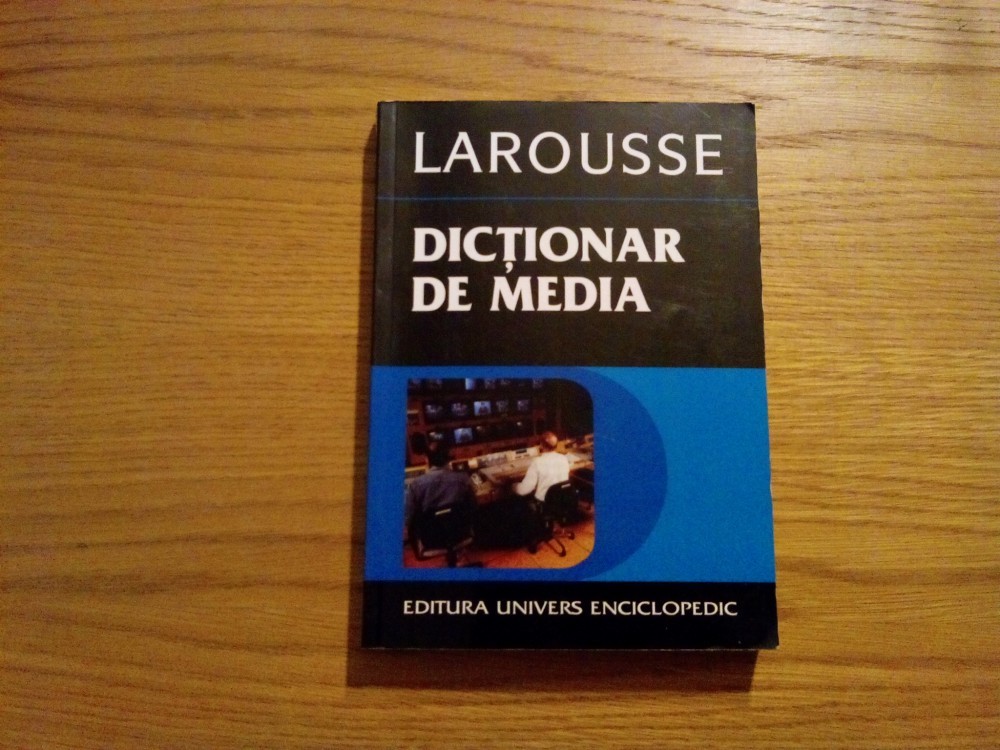 LAROUSSE
DICȚIONAR
DE MEDIA
EDITURA UNIVERS ENCICLOPEDIC